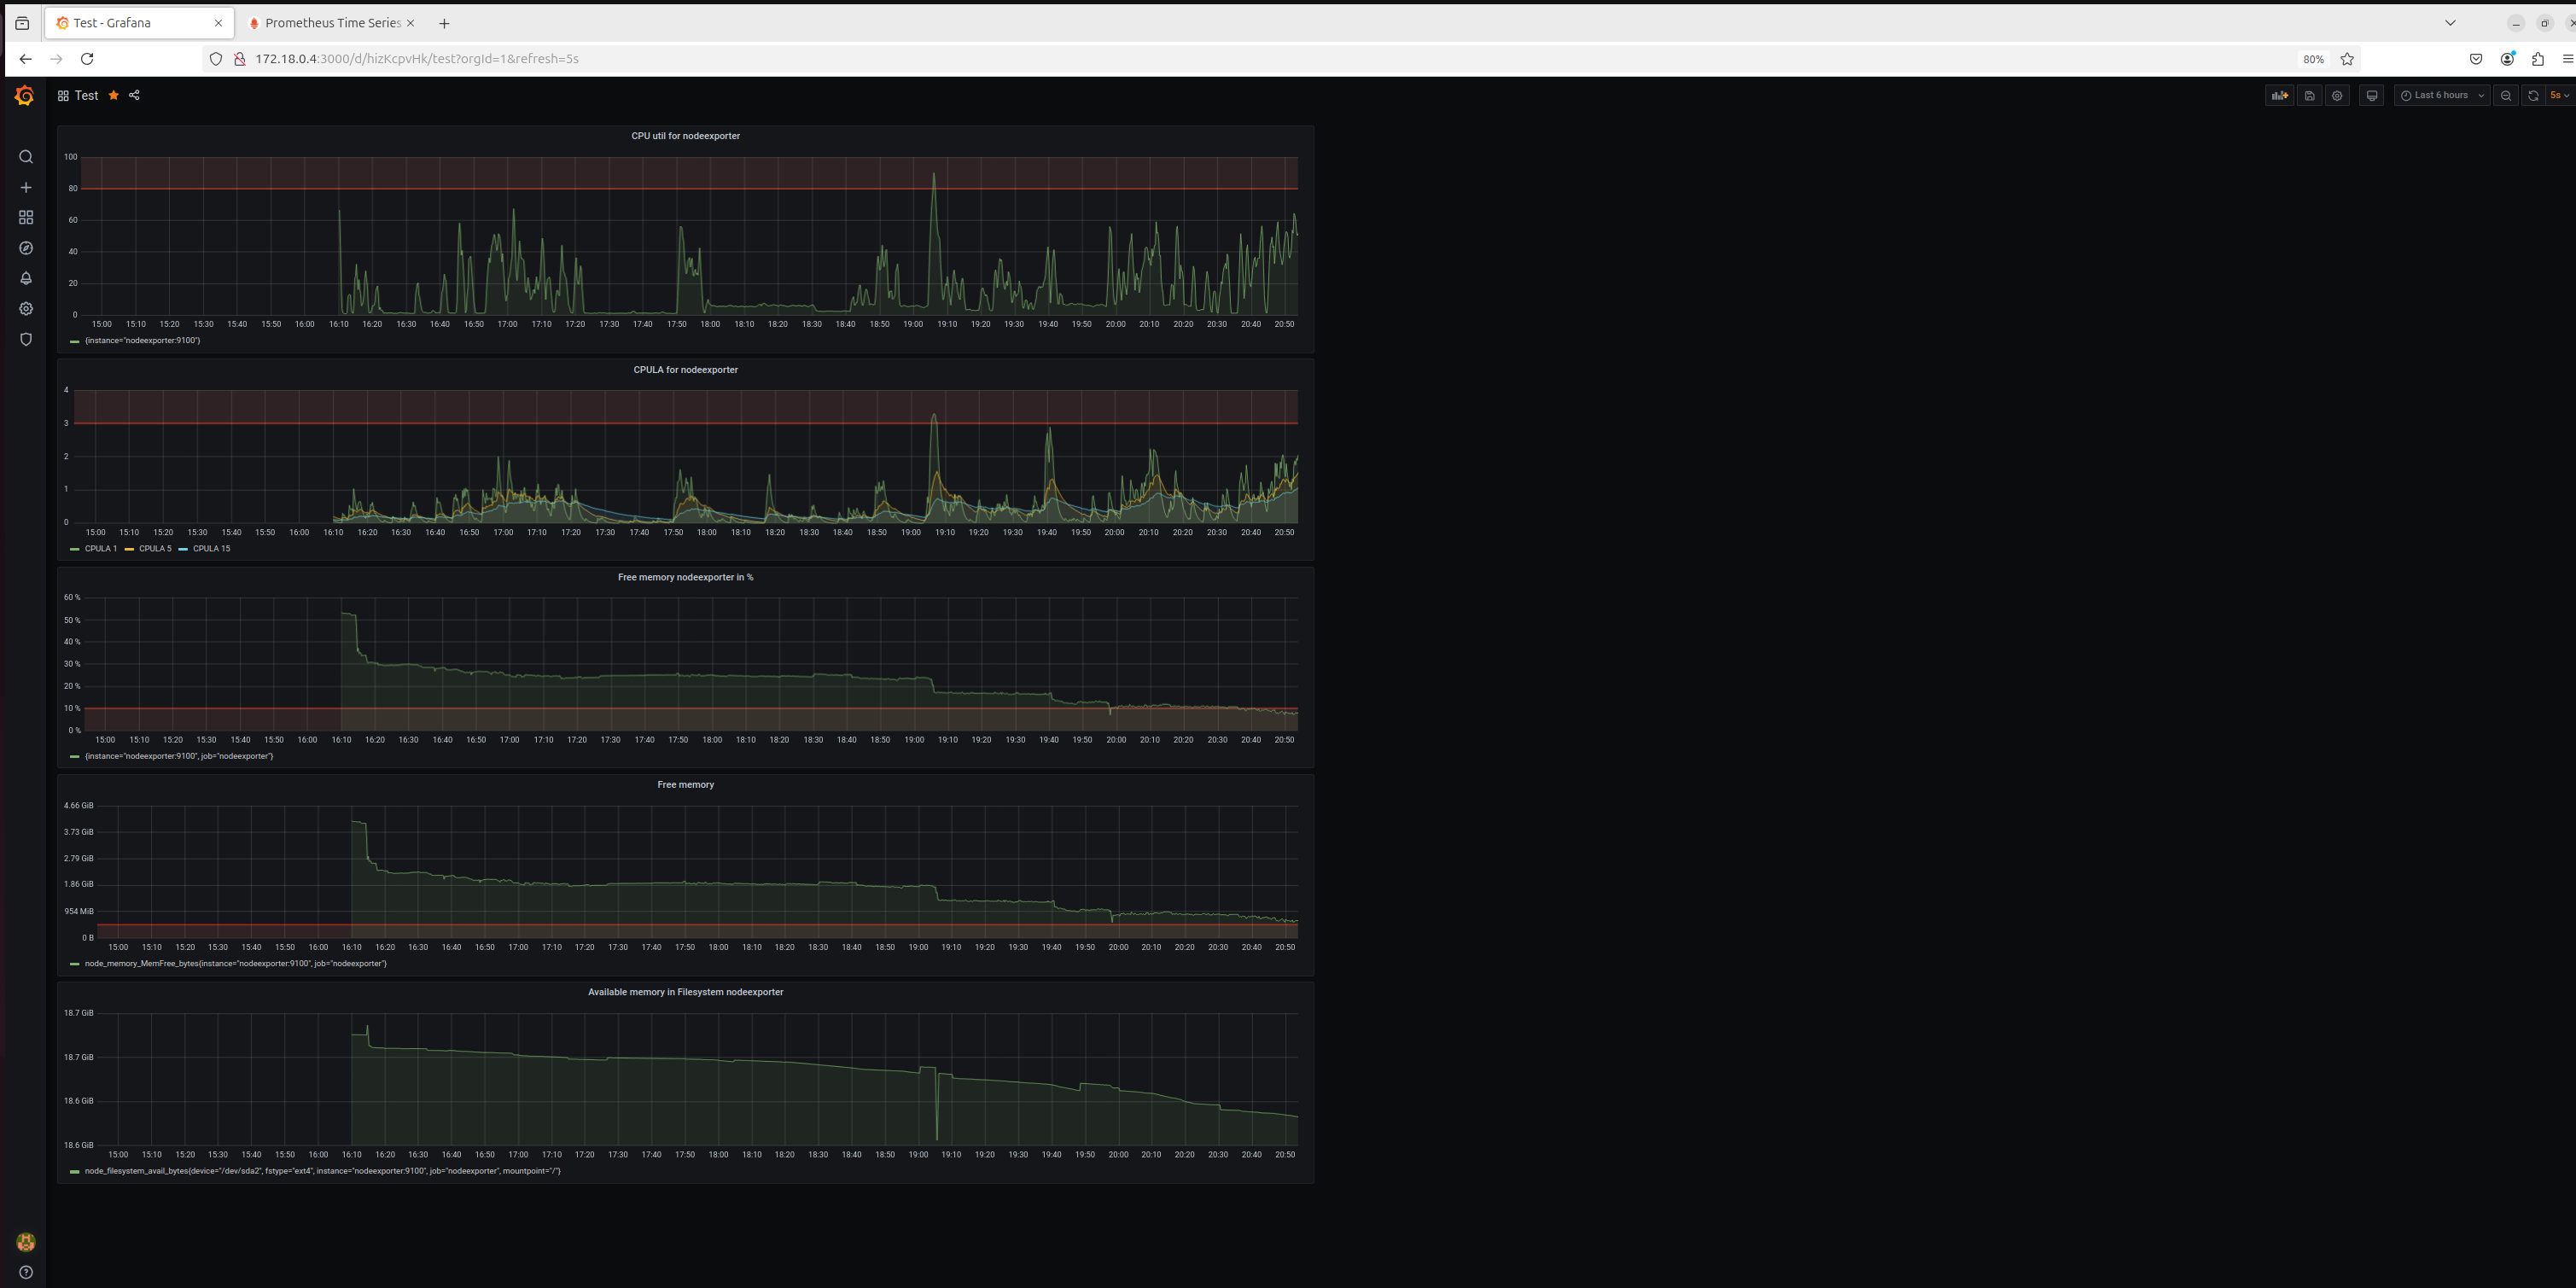 Test - Grafana
Prometheus Time Series
172.18.0.4:3000/d/hizKcpvHk/test?orgId=1&refresh=5s
80%
Test
Last 6 hours
5s
CPU util for nodeexporter
100
80
60
40
20
0
15:00 15:10 15:20 15:30 15:40 15:50 16:00 16:10 16:20 16:30 16:40 16:50 17:00 17:10 17:20 17:30 17:40 17:50 18:00 18:10 18:20 18:30 18:40 18:50 19:00 19:10 19:20 19:30 19:40 19:50 20:00 20:10 20:20 20:30 20:40 20:50
{instance="nodeexporter:9100"}
CPULA for nodeexporter
4
3
2
1
0
15:00 15:10 15:20 15:30 15:40 15:50 16:00 16:10 16:20 16:30 16:40 16:50 17:00 17:10 17:20 17:30 17:40 17:50 18:00 18:10 18:20 18:30 18:40 18:50 19:00 19:10 19:20 19:30 19:40 19:50 20:00 20:10 20:20 20:30 20:40 20:50
CPULA 1 CPULA 5 CPULA 15
Free memory nodeexporter in %
60 %
50 %
40 %
30 %
20 %
10 %
0 %
15:00 15:10 15:20 15:30 15:40 15:50 16:00 16:10 16:20 16:30 16:40 16:50 17:00 17:10 17:20 17:30 17:40 17:50 18:00 18:10 18:20 18:30 18:40 18:50 19:00 19:10 19:20 19:30 19:40 19:50 20:00 20:10 20:20 20:30 20:40 20:50
{instance="nodeexporter:9100", job="nodeexporter"}
Free memory
4.66 GiB
3.73 GiB
2.79 GiB
1.86 GiB
954 MiB
0 B
15:00 15:10 15:20 15:30 15:40 15:50 16:00 16:10 16:20 16:30 16:40 16:50 17:00 17:10 17:20 17:30 17:40 17:50 18:00 18:10 18:20 18:30 18:40 18:50 19:00 19:10 19:20 19:30 19:40 19:50 20:00 20:10 20:20 20:30 20:40 20:50
node_memory_MemFree_bytes{instance="nodeexporter:9100", job="nodeexporter"}
Available memory in Filesystem nodeexporter
18.7 GiB
18.7 GiB
18.6 GiB
18.6 GiB
15:00 15:10 15:20 15:30 15:40 15:50 16:00 16:10 16:20 16:30 16:40 16:50 17:00 17:10 17:20 17:30 17:40 17:50 18:00 18:10 18:20 18:30 18:40 18:50 19:00 19:10 19:20 19:30 19:40 19:50 20:00 20:10 20:20 20:30 20:40 20:50
node_filesystem_avail_bytes{device="/dev/sda2", fstype="ext4", instance="nodeexporter:9100", job="nodeexporter", mountpoint="/"}